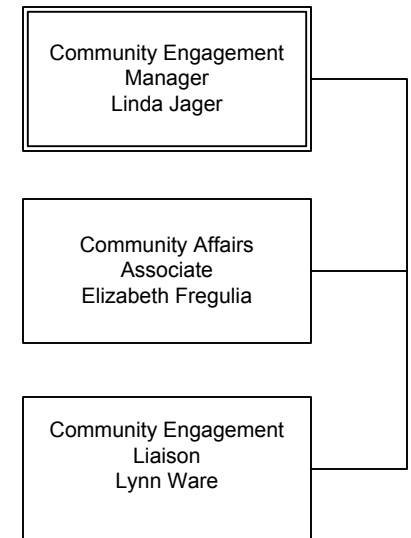 Community Engagement
Manager
Linda Jager
Community Affairs
Associate
Elizabeth Fregulia
Community Engagement
Liaison
Lynn Ware